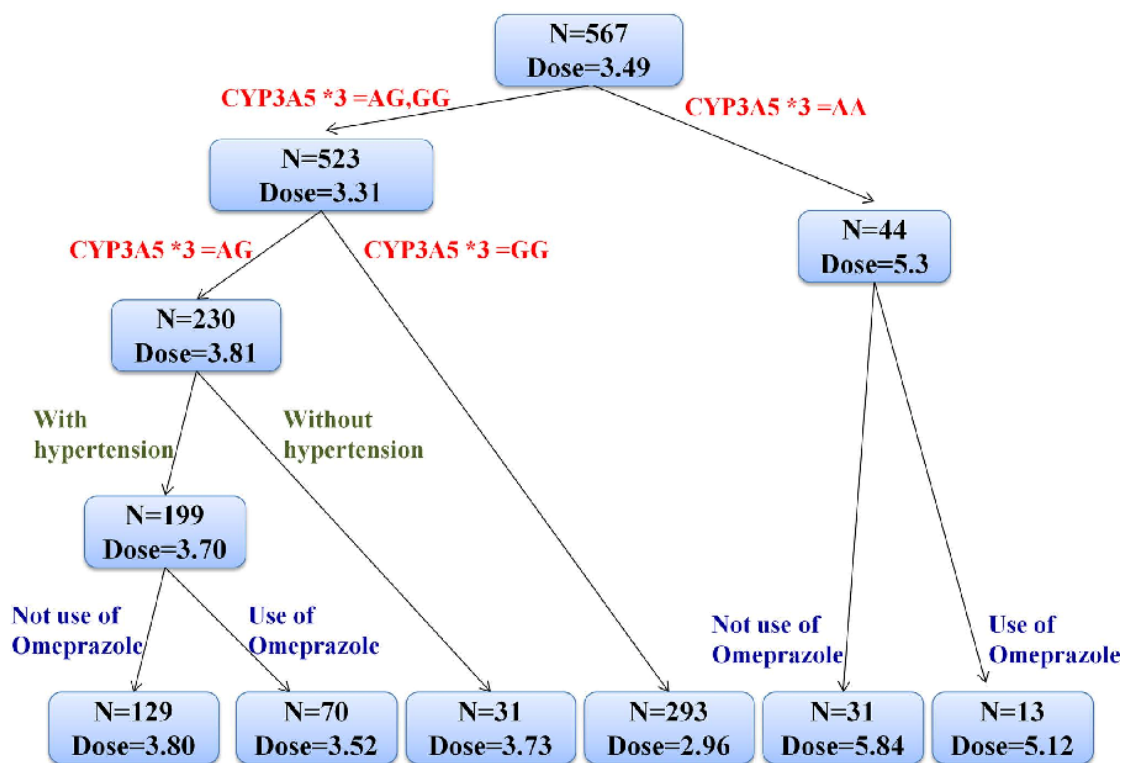 N=567
Dose=3.49
CYP3A5 *3 =AG,GG
CYP3A5 *3 =AA
N=523
Dose=3.31
N=44
Dose=5.3
CYP3A5 *3 =AG
CYP3A5 *3 =GG
N=230
Dose=3.81
With
hypertension
Without
hypertension
N=199
Dose=3.70
Not use of
Omeprazole
Use of
Omeprazole
Not use of
Omeprazole
Use of
Omeprazole
N=129
Dose=3.80
N=70
Dose=3.52
N=31
Dose=3.73
N=293
Dose=2.96
N=31
Dose=5.84
N=13
Dose=5.12